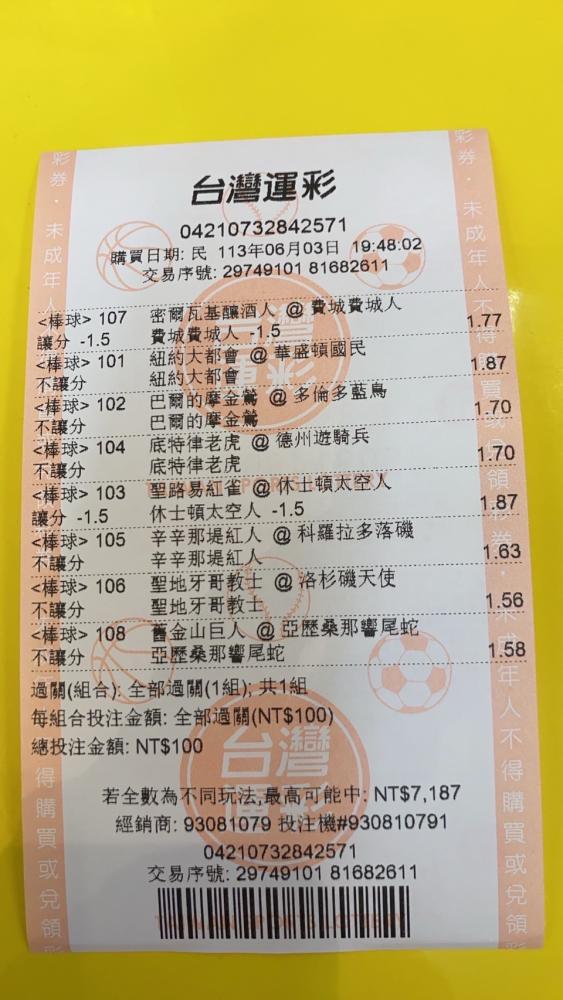 台灣運彩
04210732842571
購買日期: 民 113年06月03日 19:48:02
交易序號: 29749101 81682611
<棒球> 107 密爾瓦基釀酒人 @ 費城費城人
讓分 -1.5 費城費城人 -1.5 1.77
<棒球> 101 紐約大都會 @ 華盛頓國民
不讓分 紐約大都會 1.87
<棒球> 102 巴爾的摩金鶯 @ 多倫多藍鳥
不讓分 巴爾的摩金鶯 1.70
<棒球> 104 底特律老虎 @ 德州遊騎兵
不讓分 底特律老虎 1.70
<棒球> 103 聖路易紅雀 @ 休士頓太空人
讓分 -1.5 休士頓太空人 -1.5 1.87
<棒球> 105 辛辛那堤紅人 @ 科羅拉多落磯
不讓分 辛辛那堤紅人 1.63
<棒球> 106 聖地牙哥教士 @ 洛杉磯天使
不讓分 聖地牙哥教士 1.56
<棒球> 108 舊金山巨人 @ 亞歷桑那響尾蛇
不讓分 亞歷桑那響尾蛇 1.58
過關(組合): 全部過關(1組); 共1組
每組合投注金額: 全部過關(NT$100)
總投注金額: NT$100
若全數為不同玩法,最高可能中: NT$7,187
經銷商: 93081079 投注機#930810791
04210732842571
交易序號: 29749101 81682611
彩券・未成年人
得購買或兌領
彩券・未成年人不得購買
領彩券・未成年人不得購買或兌領
台灣